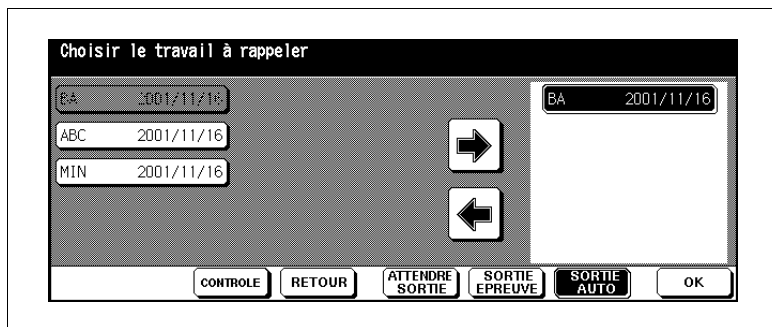 Choisir le travail à rappeler
BA 2001/11/16
BA 2001/11/16
ABC 2001/11/16
MIN 2001/11/16
CONTROLE
RETOUR
ATTENDRE
SORTIE
SORTIE
EPREUVE
SORTIE
AUTO
OK